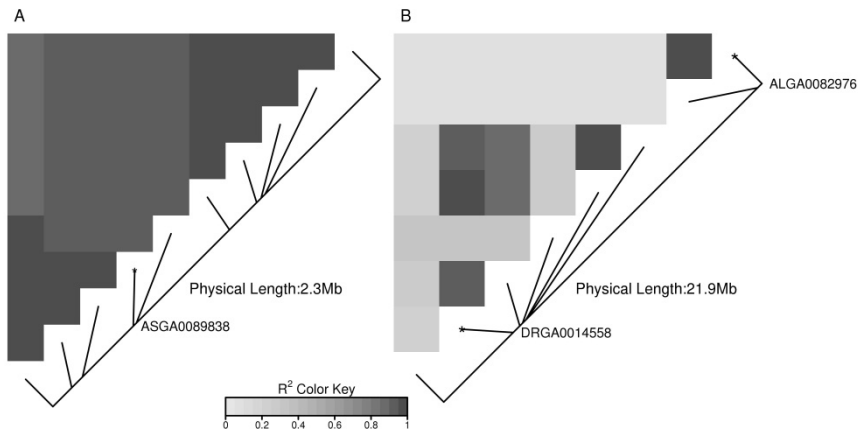 A
B
ALGA0082976
Physical Length:2.3Mb
Physical Length:21.9Mb
ASGA0089838
DRGA0014558
R² Color Key
0 0.2 0.4 0.6 0.8 1